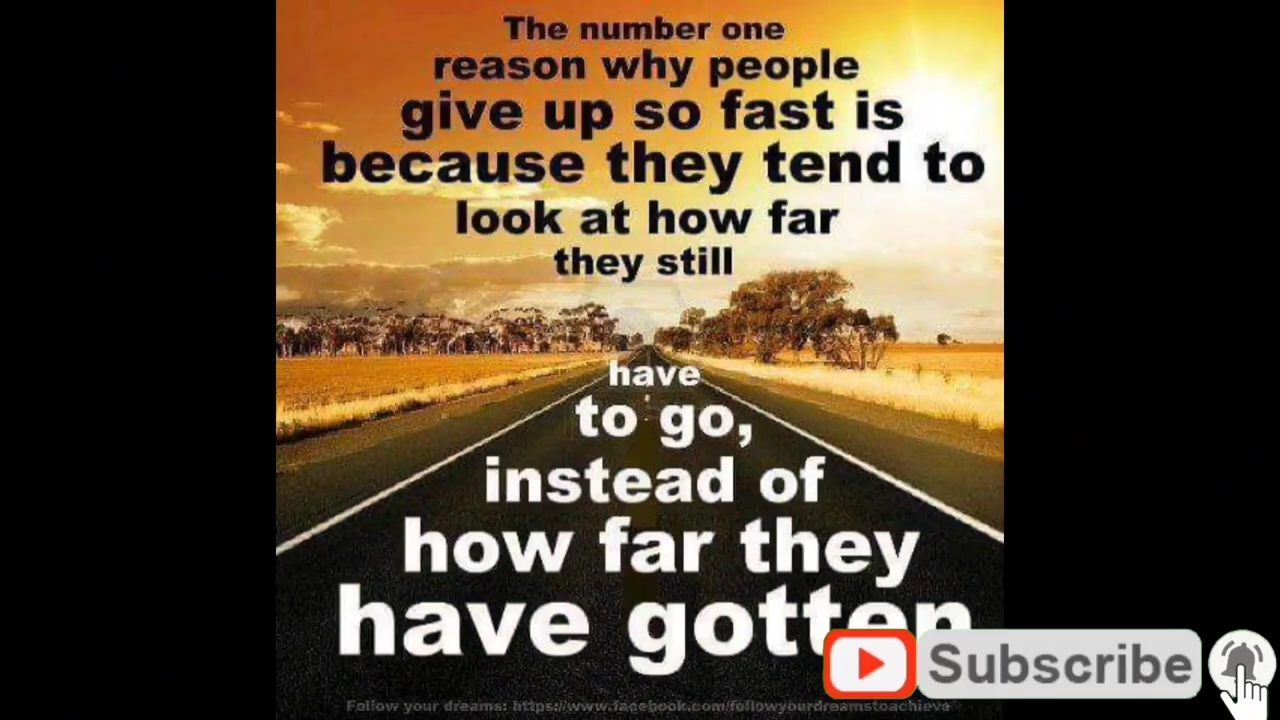 The number one
reason why people
give up so fast is
because they tend to
look at how far
they still
have
to go,
instead of
how far they
have gotten
Subscribe
Follow your dreams: https://www.facebook.com/followyourdreamstoachieve